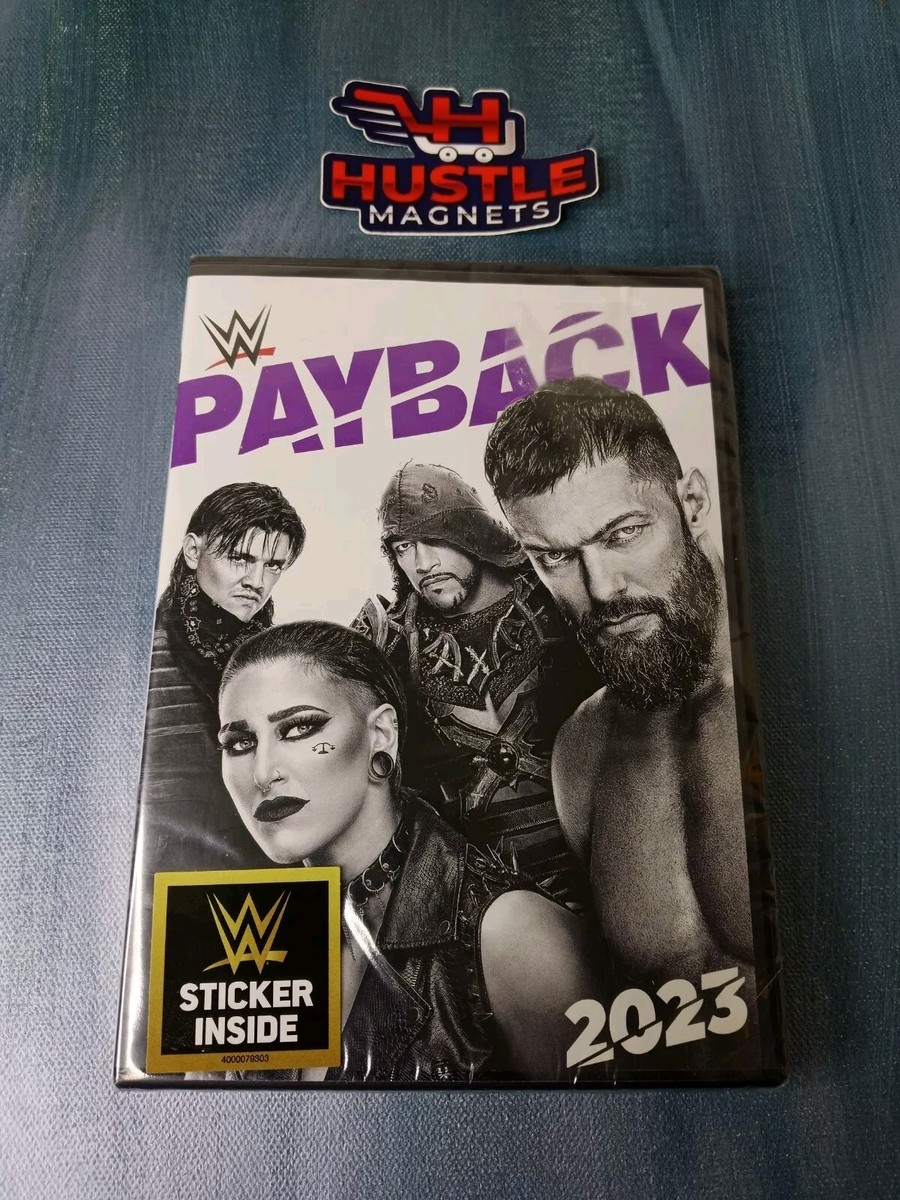 H
HUSTLE
MAGNETS
W
PAYBACK
W
STICKER
INSIDE
4000079303
2023